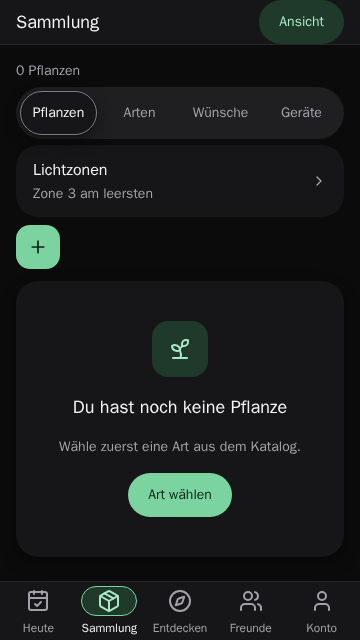 Sammlung
Ansicht
0 Pflanzen
Pflanzen
Arten
Wünsche
Geräte
Lichtzonen
Zone 3 am leersten
Du hast noch keine Pflanze
Wähle zuerst eine Art aus dem Katalog.
Art wählen
Heute
Sammlung
Entdecken
Freunde
Konto